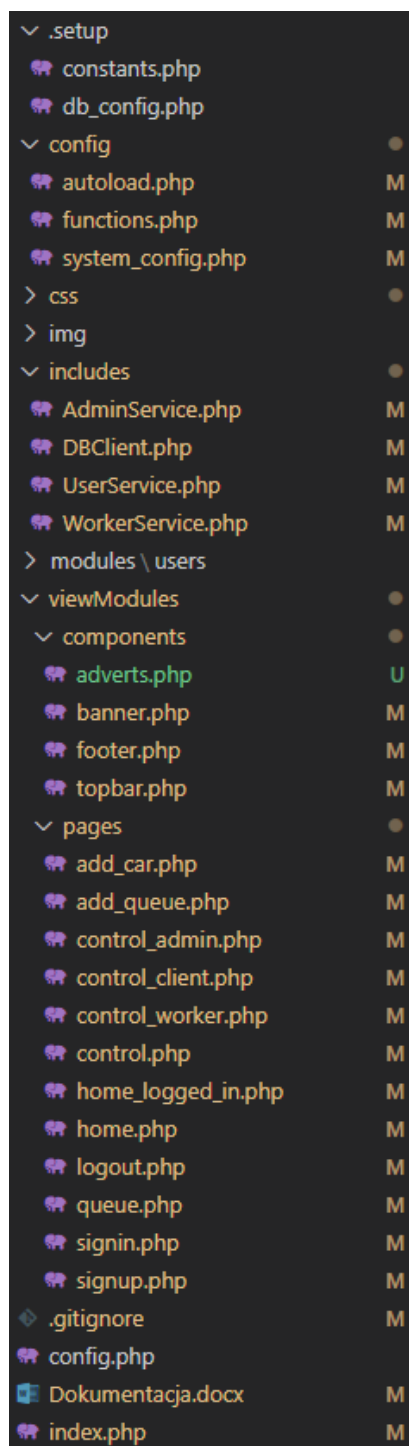 .setup
constants.php
db_config.php
config
autoload.php M
functions.php M
system_config.php M
css
img
includes
AdminService.php M
DBClient.php M
UserService.php M
WorkerService.php M
modules \ users
viewModules
components
adverts.php U
banner.php M
footer.php M
topbar.php M
pages
add_car.php M
add_queue.php M
control_admin.php M
control_client.php M
control_worker.php M
control.php M
home_logged_in.php M
home.php M
logout.php M
queue.php M
signin.php M
signup.php M
.gitignore M
config.php
Dokumentacja.docx M
index.php M